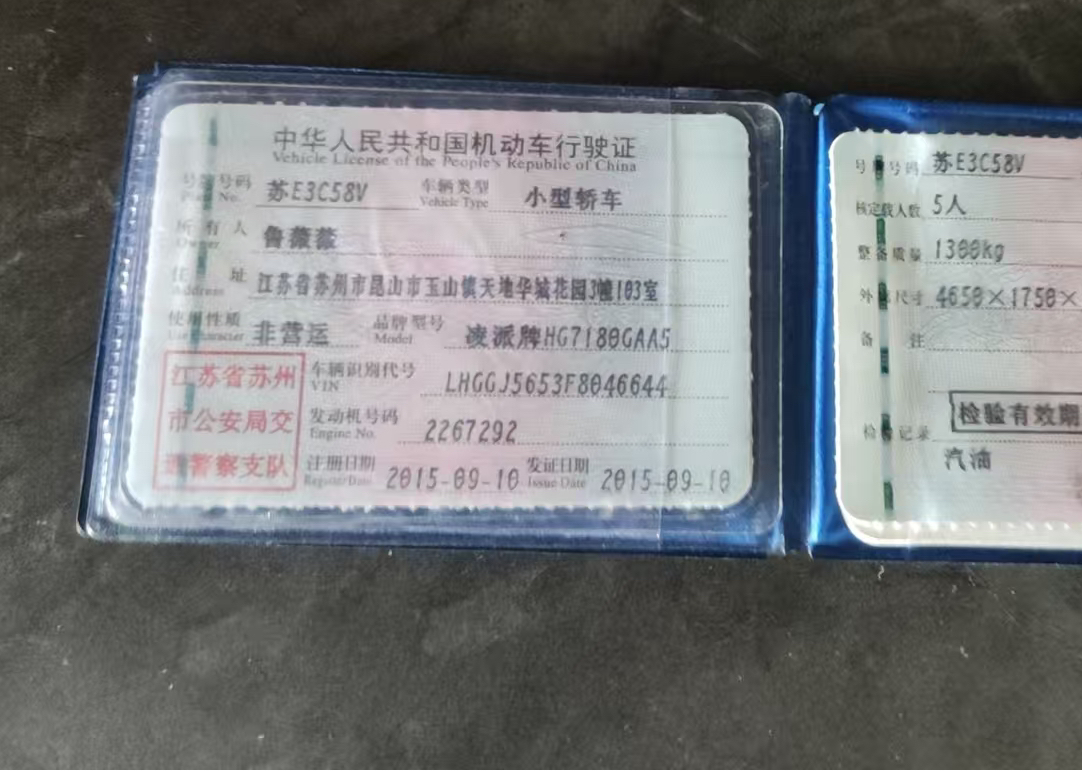 中华人民共和国机动车行驶证
Vehicle License of the People's Republic of China
号牌号码 苏E3C58V 车辆类型 小型轿车
Plate No. Vehicle Type
所有人 鲁薇薇
Owner
住址 江苏省苏州市昆山市玉山镇天地华城花园3幢103室
Address
使用性质 非营运 品牌型号 凌派牌HG7180GAA5
Use Character Model
江苏省苏州
市公安局交
通警察支队
车辆识别代号 LHGGJ5653F8046644
VIN
发动机号码 2267292
Engine No.
注册日期 2015-09-10 发证日期 2015-09-10
Register Date Issue Date
号牌号码 苏E3C58V
核定载人数 5人
整备质量 1300kg
外廓尺寸 4650×1750×
备注
检验有效期
检验记录
汽油